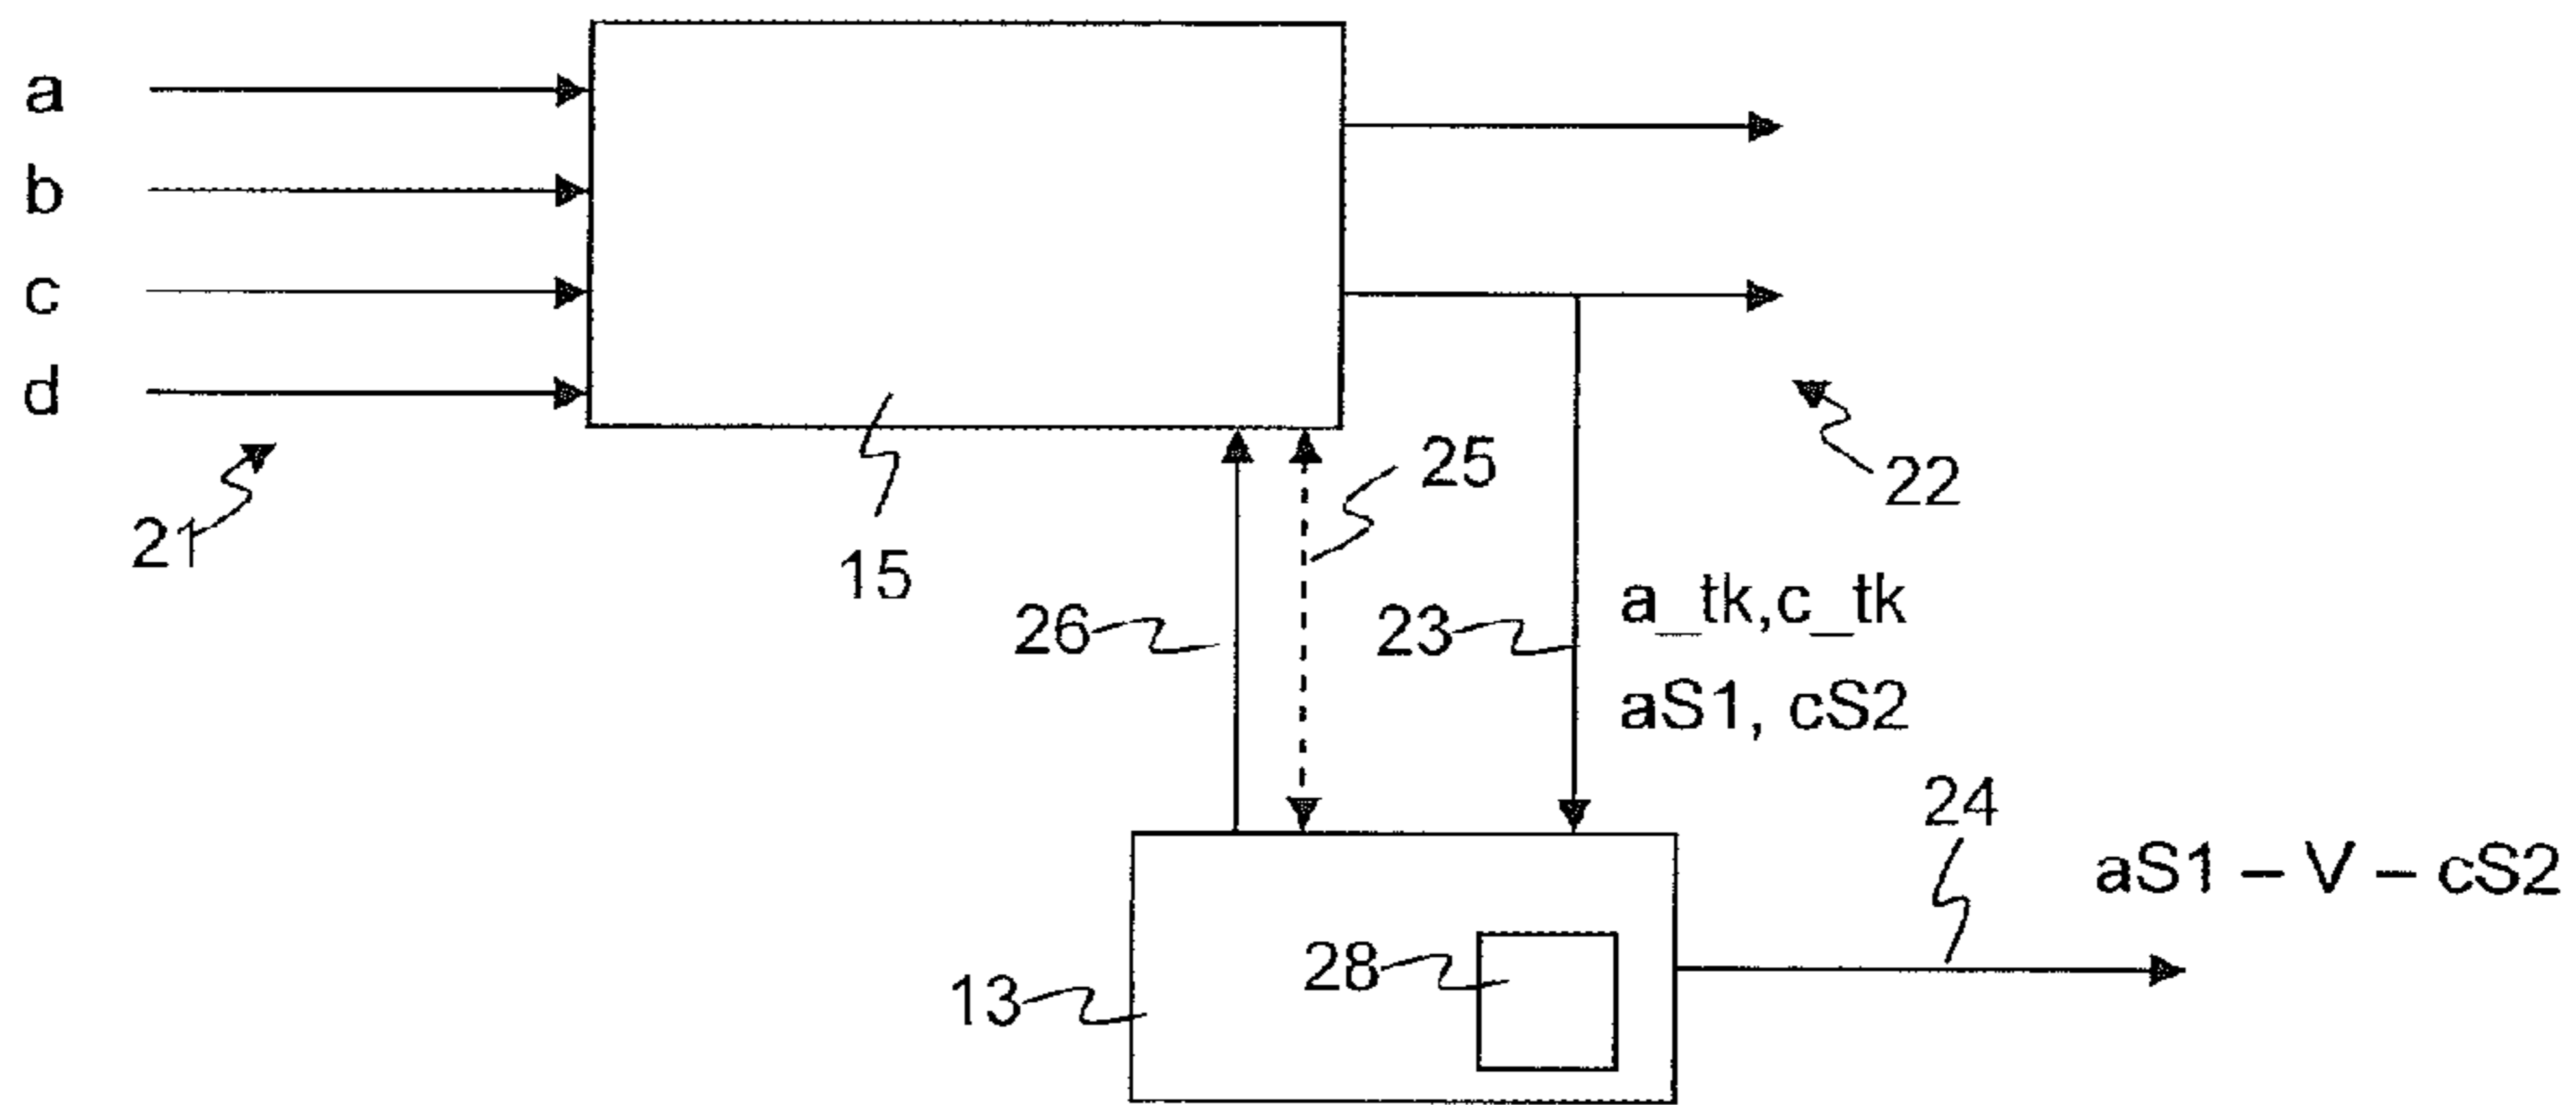 a
b
c
d
21
15
25
22
26
23
a_tk,c_tk
aS1, cS2
24
aS1 – V – cS2
28
13